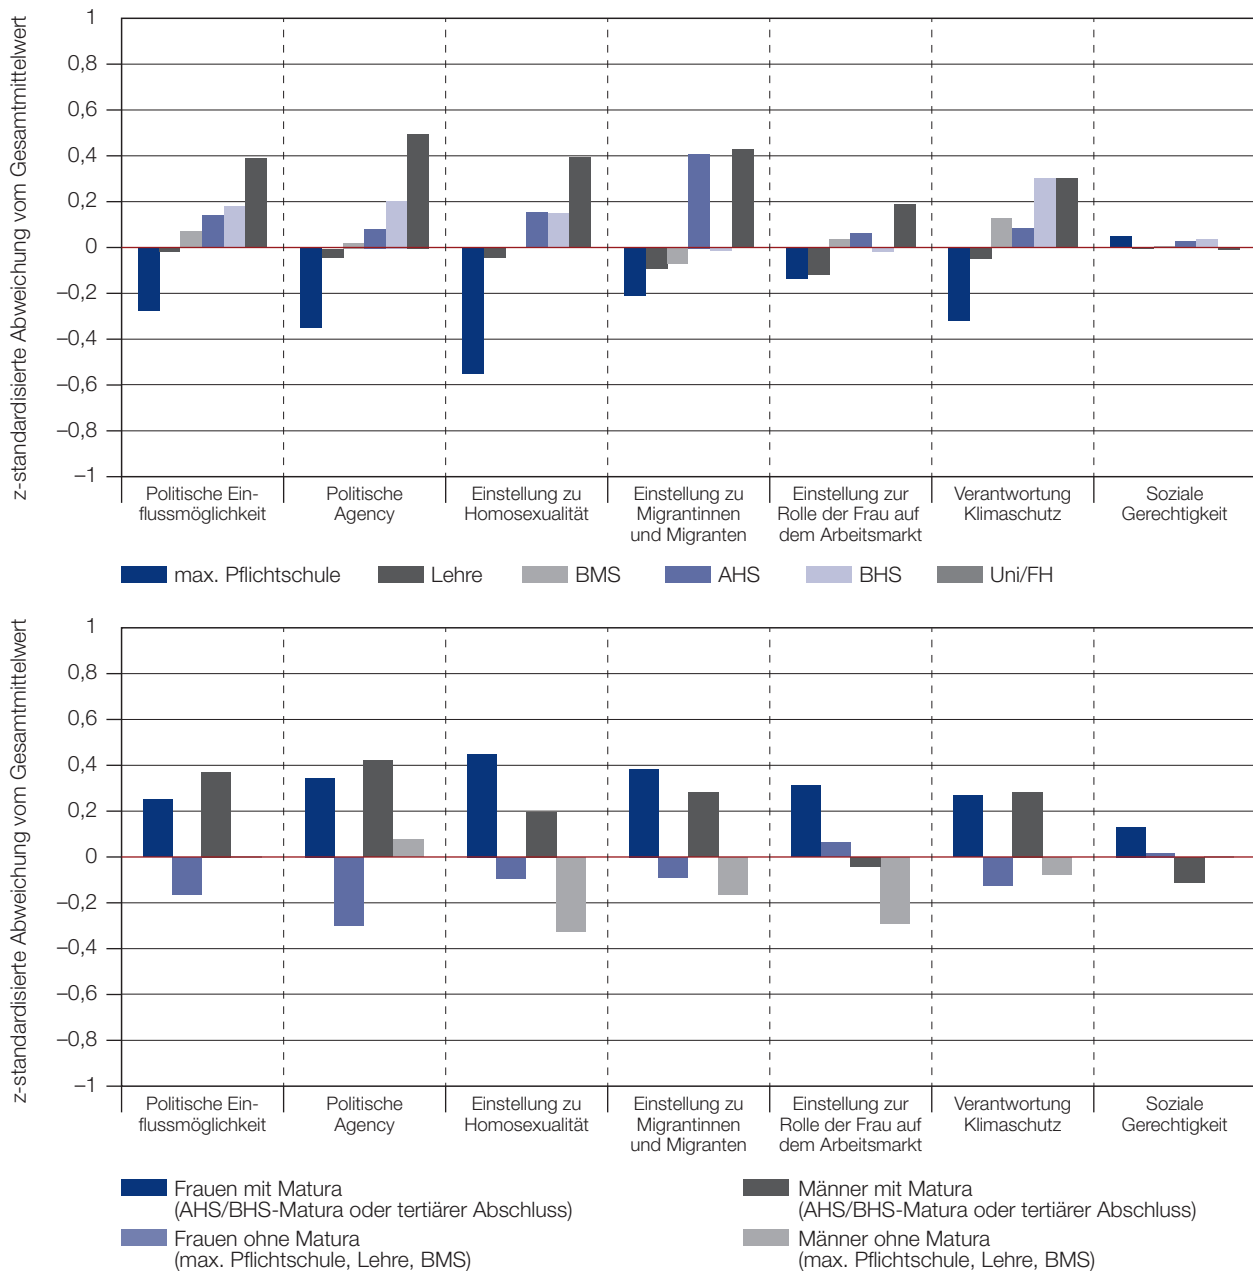 z-standardisierte Abweichung vom Gesamtmittelwert
1
0,8
0,6
0,4
0,2
0
–0,2
–0,4
–0,6
–0,8
–1
Politische Ein-
flussmöglichkeit
Politische
Agency
Einstellung zu
Homosexualität
Einstellung zu
Migrantinnen
und Migranten
Einstellung zur
Rolle der Frau auf
dem Arbeitsmarkt
Verantwortung
Klimaschutz
Soziale
Gerechtigkeit
max. Pflichtschule
Lehre
BMS
AHS
BHS
Uni/FH
z-standardisierte Abweichung vom Gesamtmittelwert
1
0,8
0,6
0,4
0,2
0
–0,2
–0,4
–0,6
–0,8
–1
Politische Ein-
flussmöglichkeit
Politische
Agency
Einstellung zu
Homosexualität
Einstellung zu
Migrantinnen
und Migranten
Einstellung zur
Rolle der Frau auf
dem Arbeitsmarkt
Verantwortung
Klimaschutz
Soziale
Gerechtigkeit
Frauen mit Matura
(AHS/BHS-Matura oder tertiärer Abschluss)
Frauen ohne Matura
(max. Pflichtschule, Lehre, BMS)
Männer mit Matura
(AHS/BHS-Matura oder tertiärer Abschluss)
Männer ohne Matura
(max. Pflichtschule, Lehre, BMS)